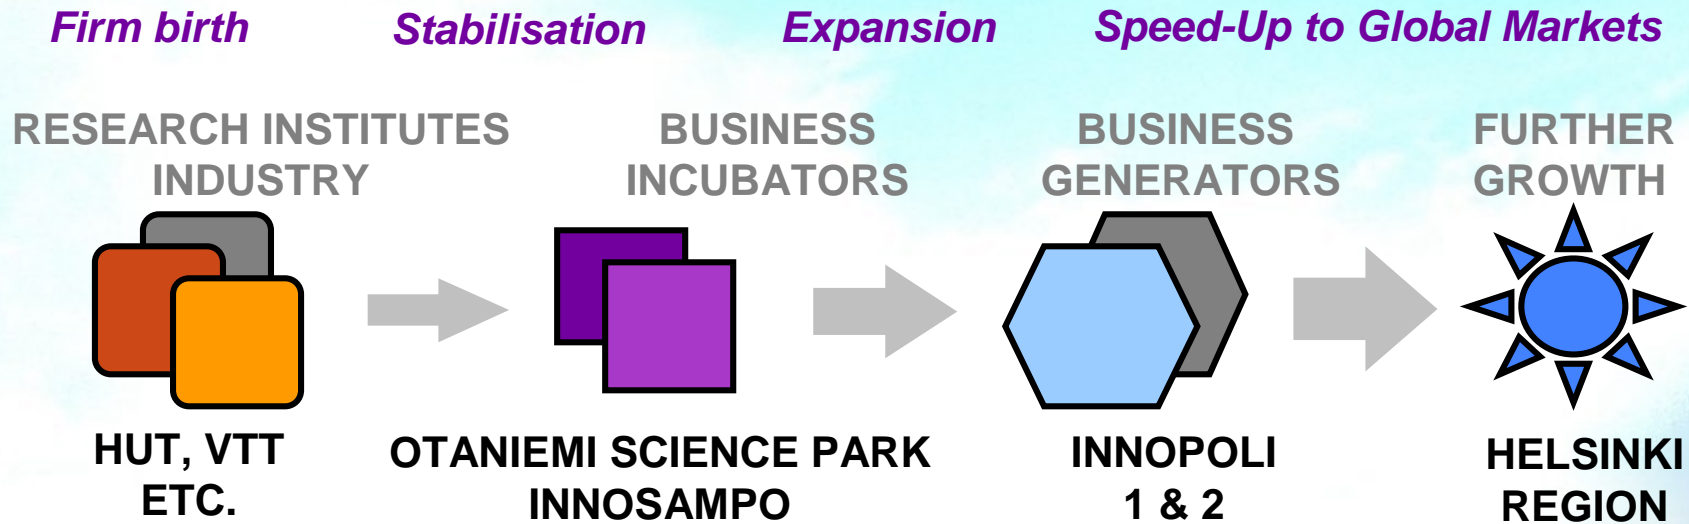 Firm birth
Stabilisation
Expansion
Speed-Up to Global Markets
RESEARCH INSTITUTES
INDUSTRY
BUSINESS
INCUBATORS
BUSINESS
GENERATORS
FURTHER
GROWTH
HUT, VTT
ETC.
OTANIEMI SCIENCE PARK
INNOSAMPO
INNOPOLI
1 & 2
HELSINKI
REGION